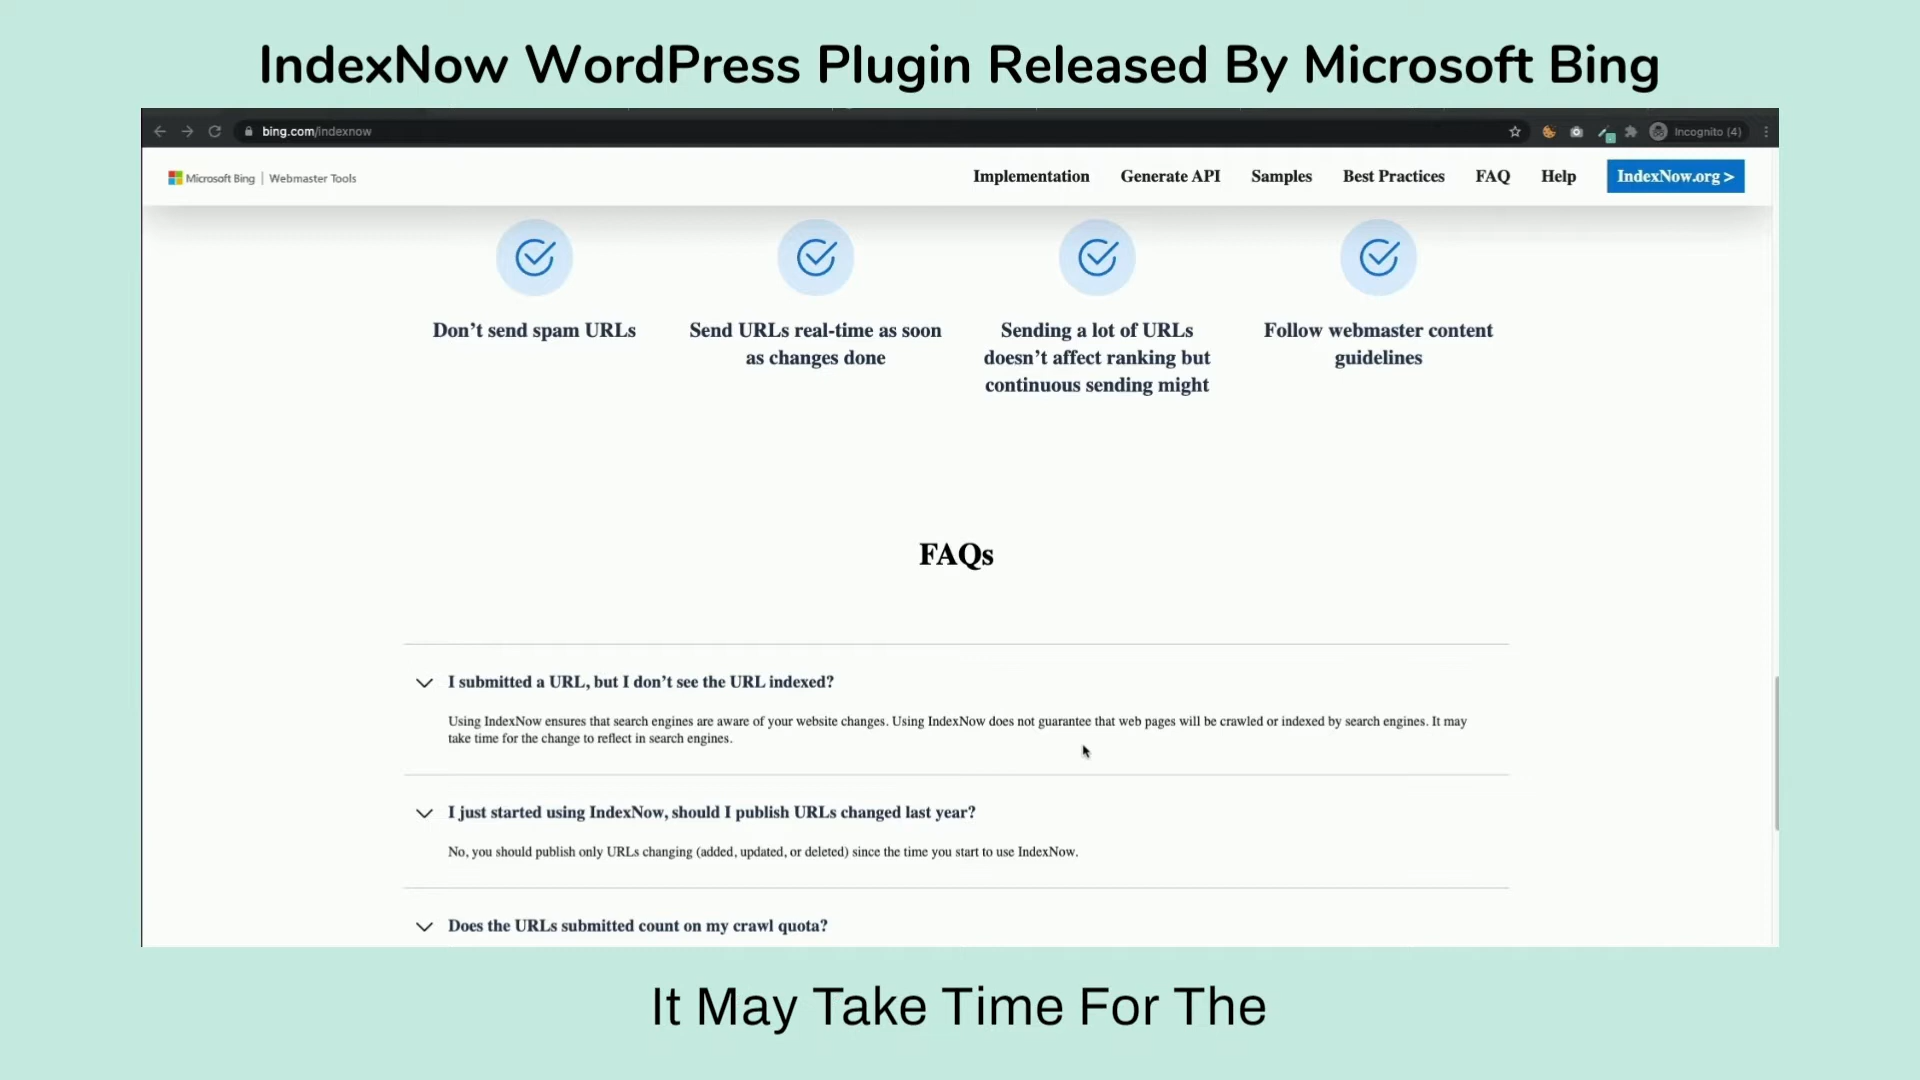 IndexNow WordPress Plugin Released By Microsoft Bing
bing.com/indexnow
Incognito (4)
Microsoft Bing | Webmaster Tools
Implementation
Generate API
Samples
Best Practices
FAQ
Help
IndexNow.org >
Don’t send spam URLs
Send URLs real-time as soon
as changes done
Sending a lot of URLs
doesn’t affect ranking but
continuous sending might
Follow webmaster content
guidelines
FAQs
I submitted a URL, but I don’t see the URL indexed?
Using IndexNow ensures that search engines are aware of your website changes. Using IndexNow does not guarantee that web pages will be crawled or indexed by search engines. It may
take time for the change to reflect in search engines.
I just started using IndexNow, should I publish URLs changed last year?
No, you should publish only URLs changing (added, updated, or deleted) since the time you start to use IndexNow.
Does the URLs submitted count on my crawl quota?
It May Take Time For The